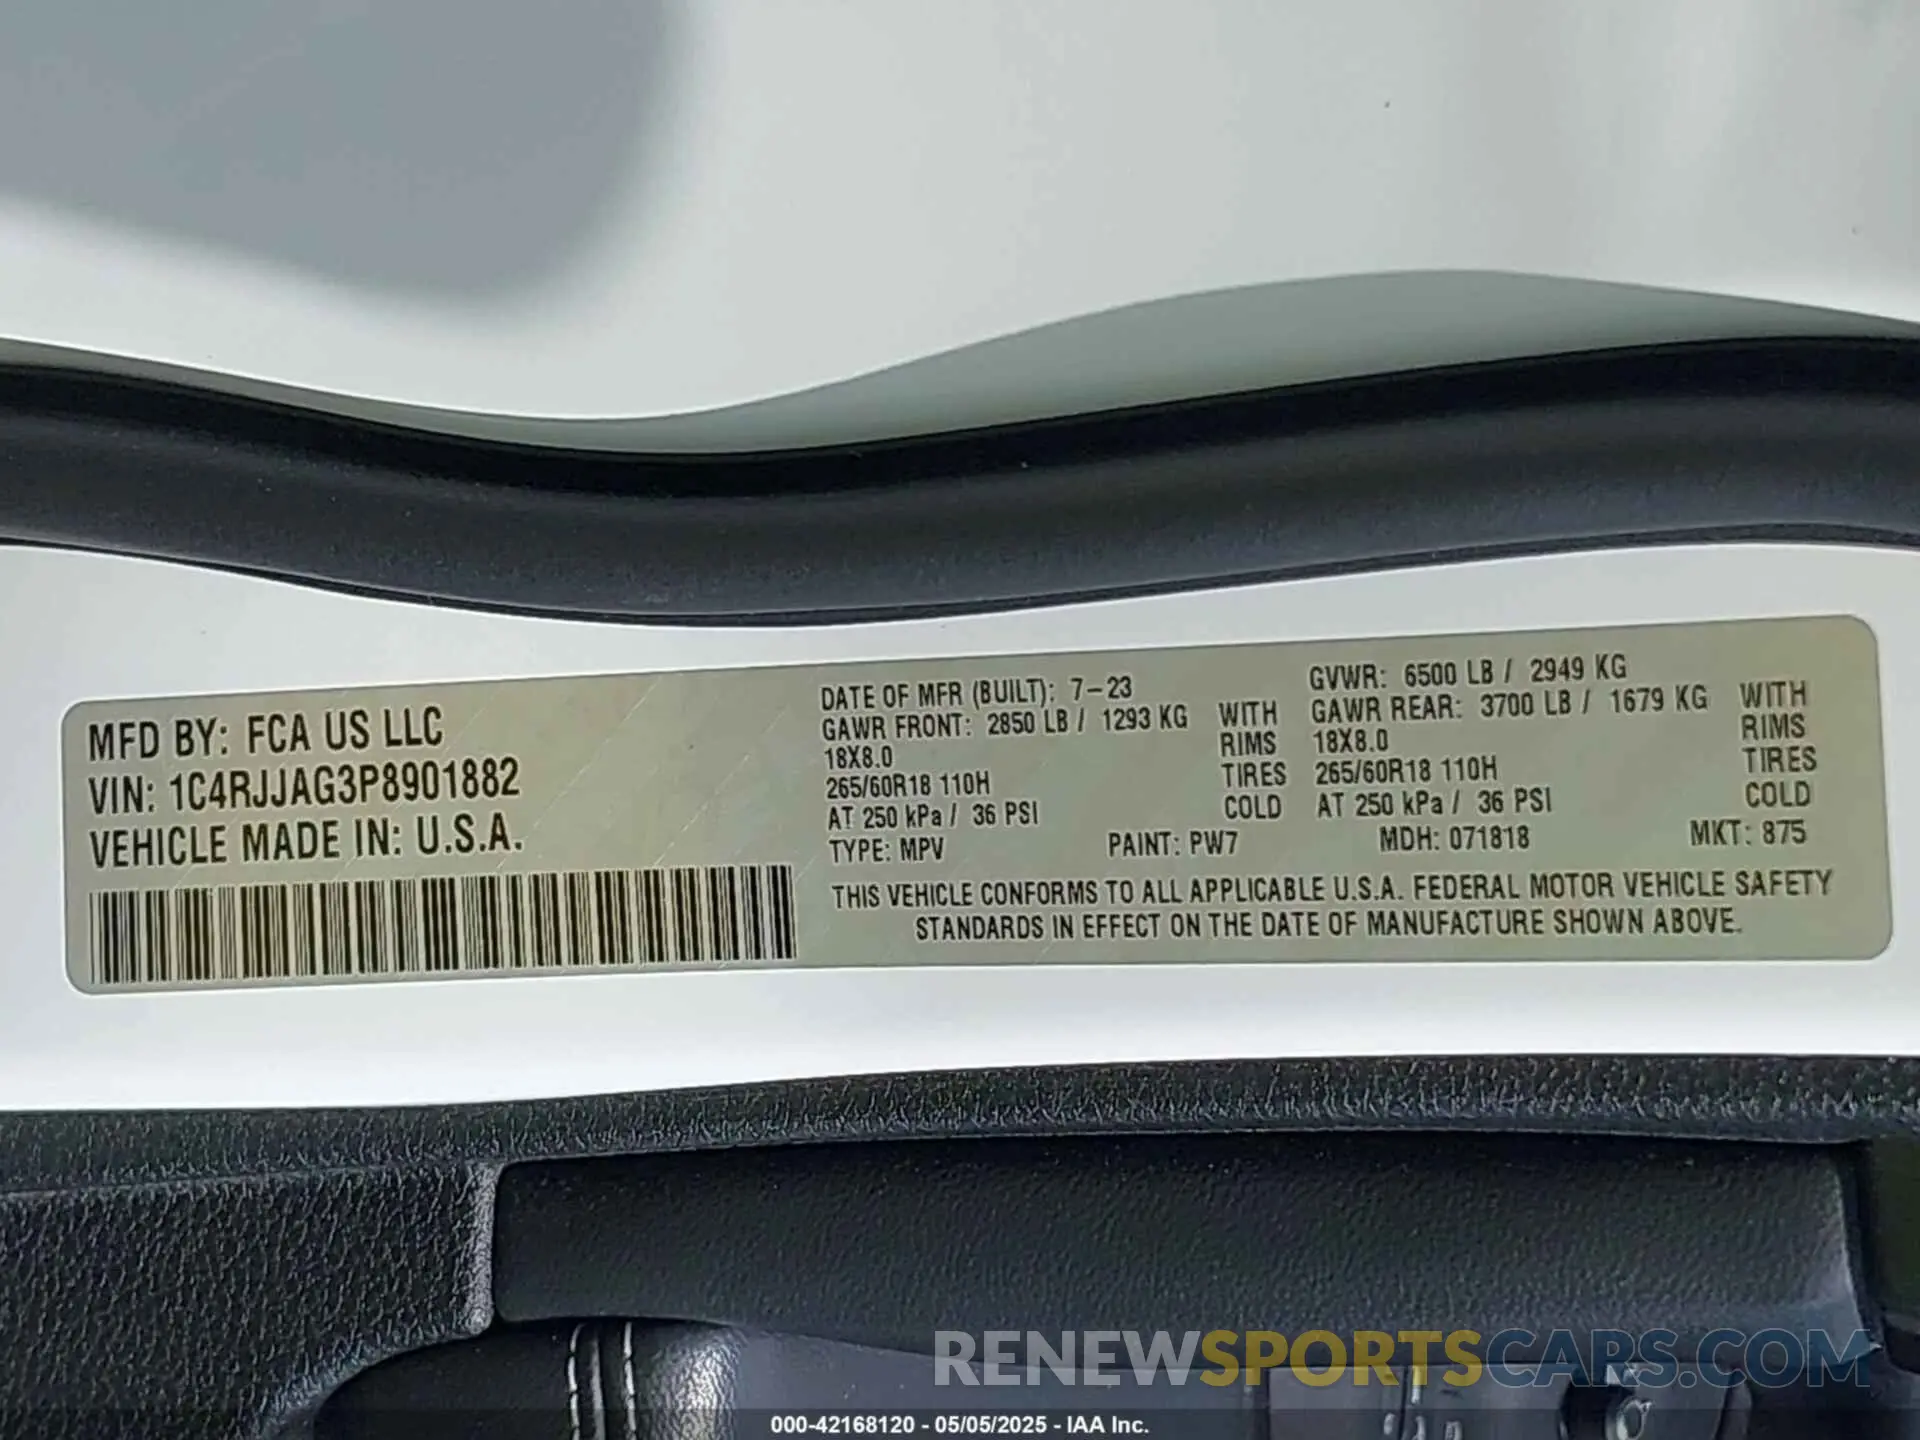 MFD BY: FCA US LLC
VIN: 1C4RJJAG3P8901882
VEHICLE MADE IN: U.S.A.
DATE OF MFR (BUILT): 7-23
GAWR FRONT: 2850 LB / 1293 KG WITH
18X8.0 RIMS
265/60R18 110H TIRES
AT 250 kPa / 36 PSI COLD
GVWR: 6500 LB / 2949 KG
GAWR REAR: 3700 LB / 1679 KG WITH
18X8.0 RIMS
265/60R18 110H TIRES
AT 250 kPa / 36 PSI COLD
TYPE: MPV PAINT: PW7 MDH: 071818 MKT: 875
THIS VEHICLE CONFORMS TO ALL APPLICABLE U.S.A. FEDERAL MOTOR VEHICLE SAFETY
STANDARDS IN EFFECT ON THE DATE OF MANUFACTURE SHOWN ABOVE.
RENEWSPORTSCARS.COM
000-42168120 - 05/05/2025 - IAA Inc.